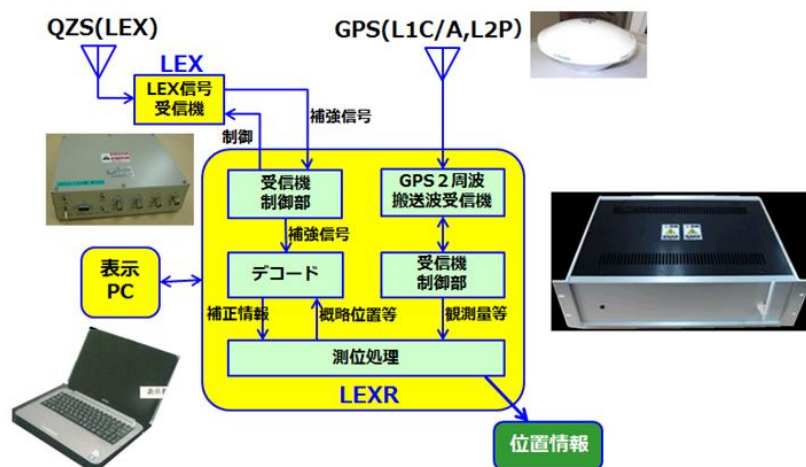 QZS(LEX)
GPS(L1C/A,L2P)
LEX
LEX信号
受信機
補強信号
制御
受信機
制御部
GPS２周波
搬送波受信機
補強信号
表示
PC
デコード
受信機
制御部
補正情報
概略位置等
観測量等
測位処理
LEXR
位置情報